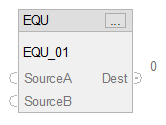 EQU ...
EQU_01
SourceA Dest 0
SourceB